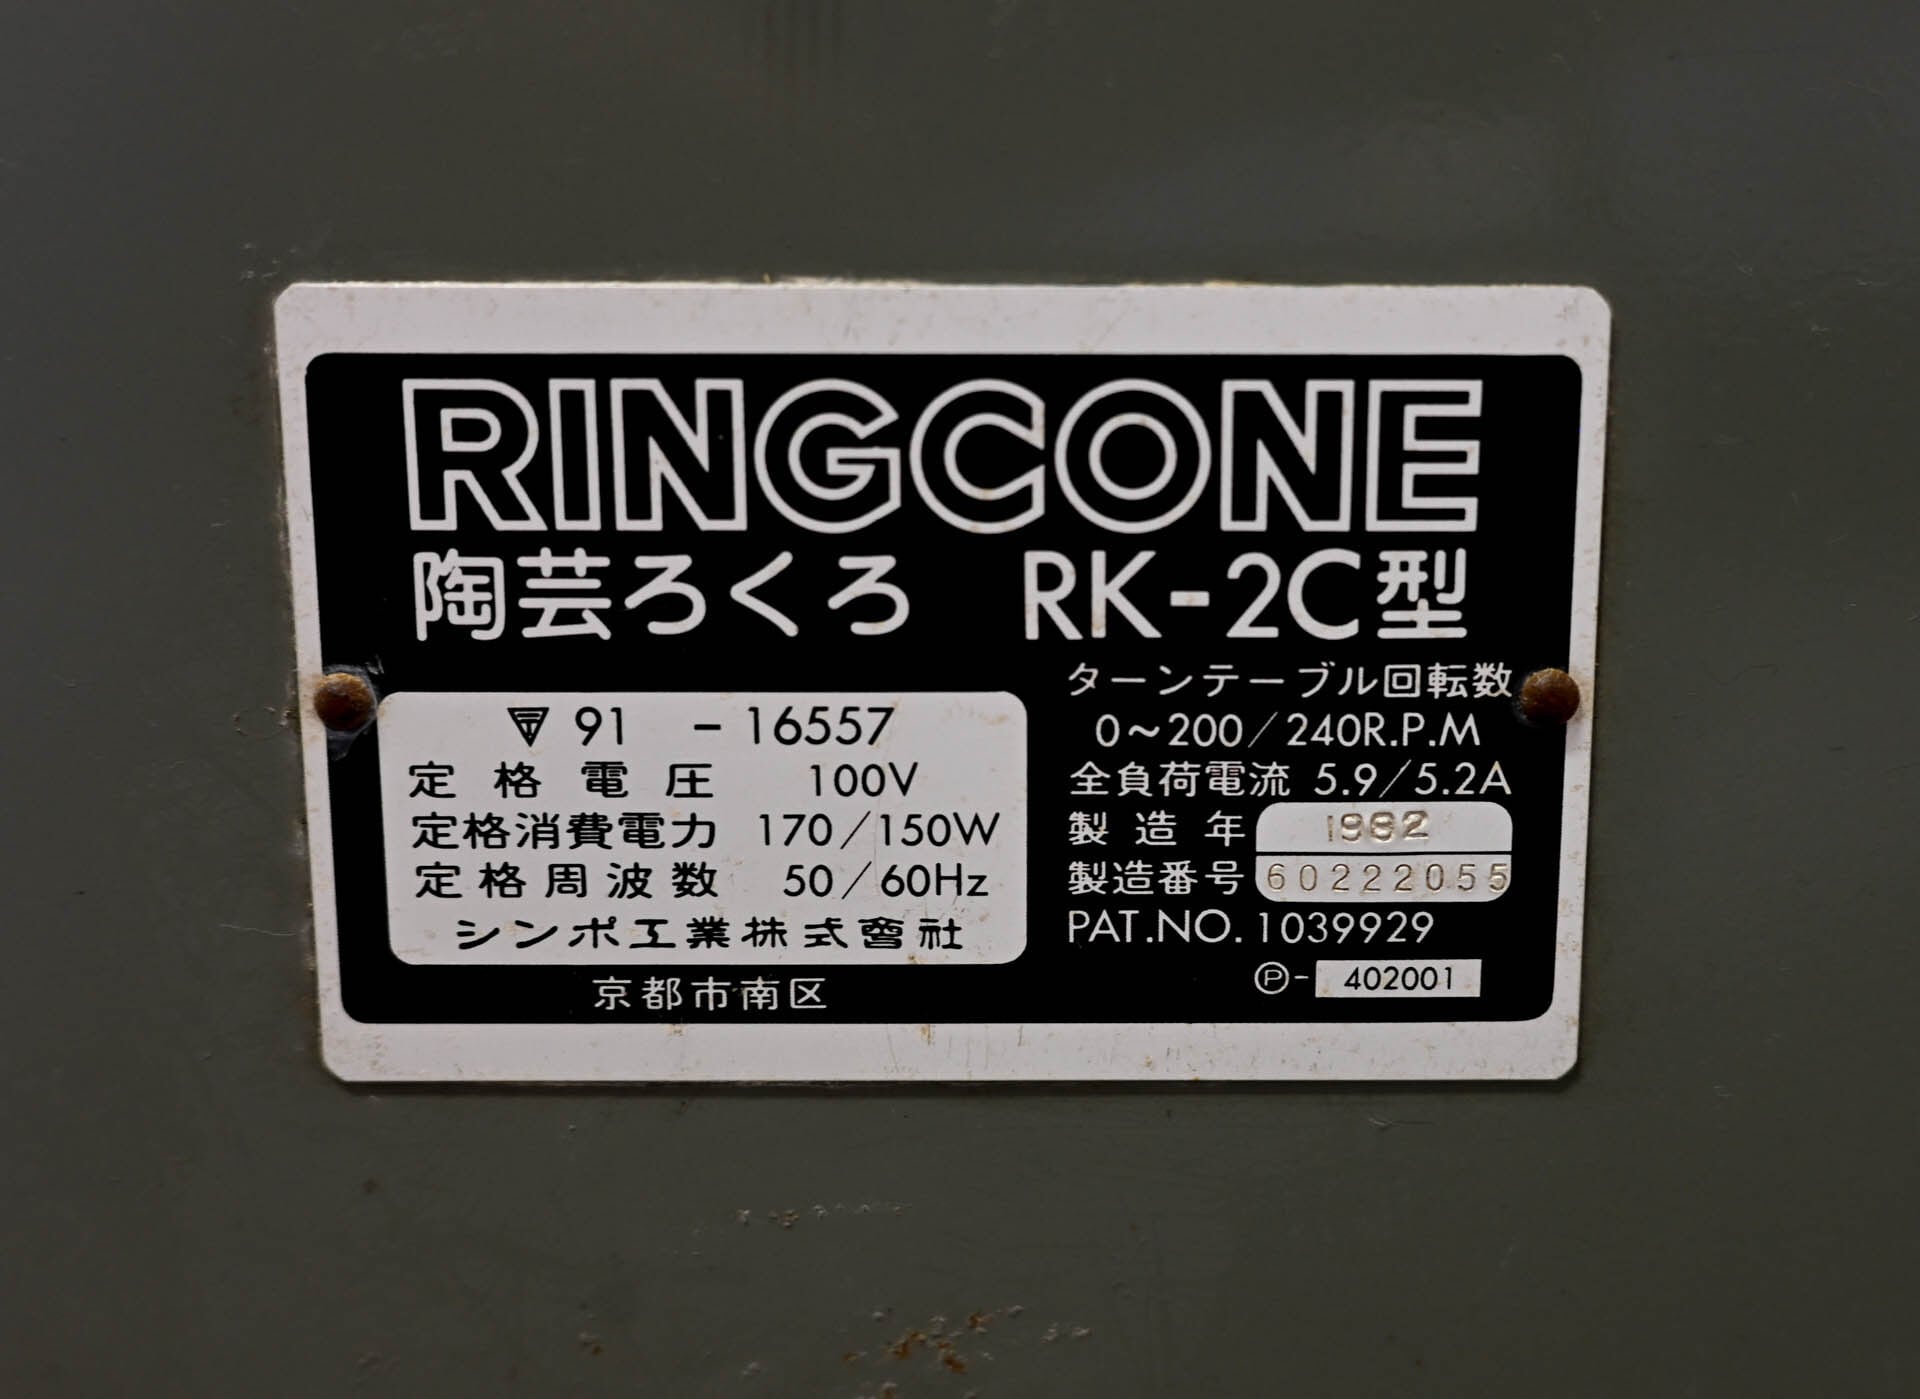 RINGCONE
陶芸ろくろ RK-2C型
91 - 16557
定格電圧 100V
定格消費電力 170/150W
定格周波数 50/60Hz
シンポ工業株式會社
京都市南区
ターンテーブル回転数
0~200/240R.P.M
全負荷電流 5.9/5.2A
製造年 1982
製造番号 60222055
PAT.NO. 1039929
Ⓟ- 402001